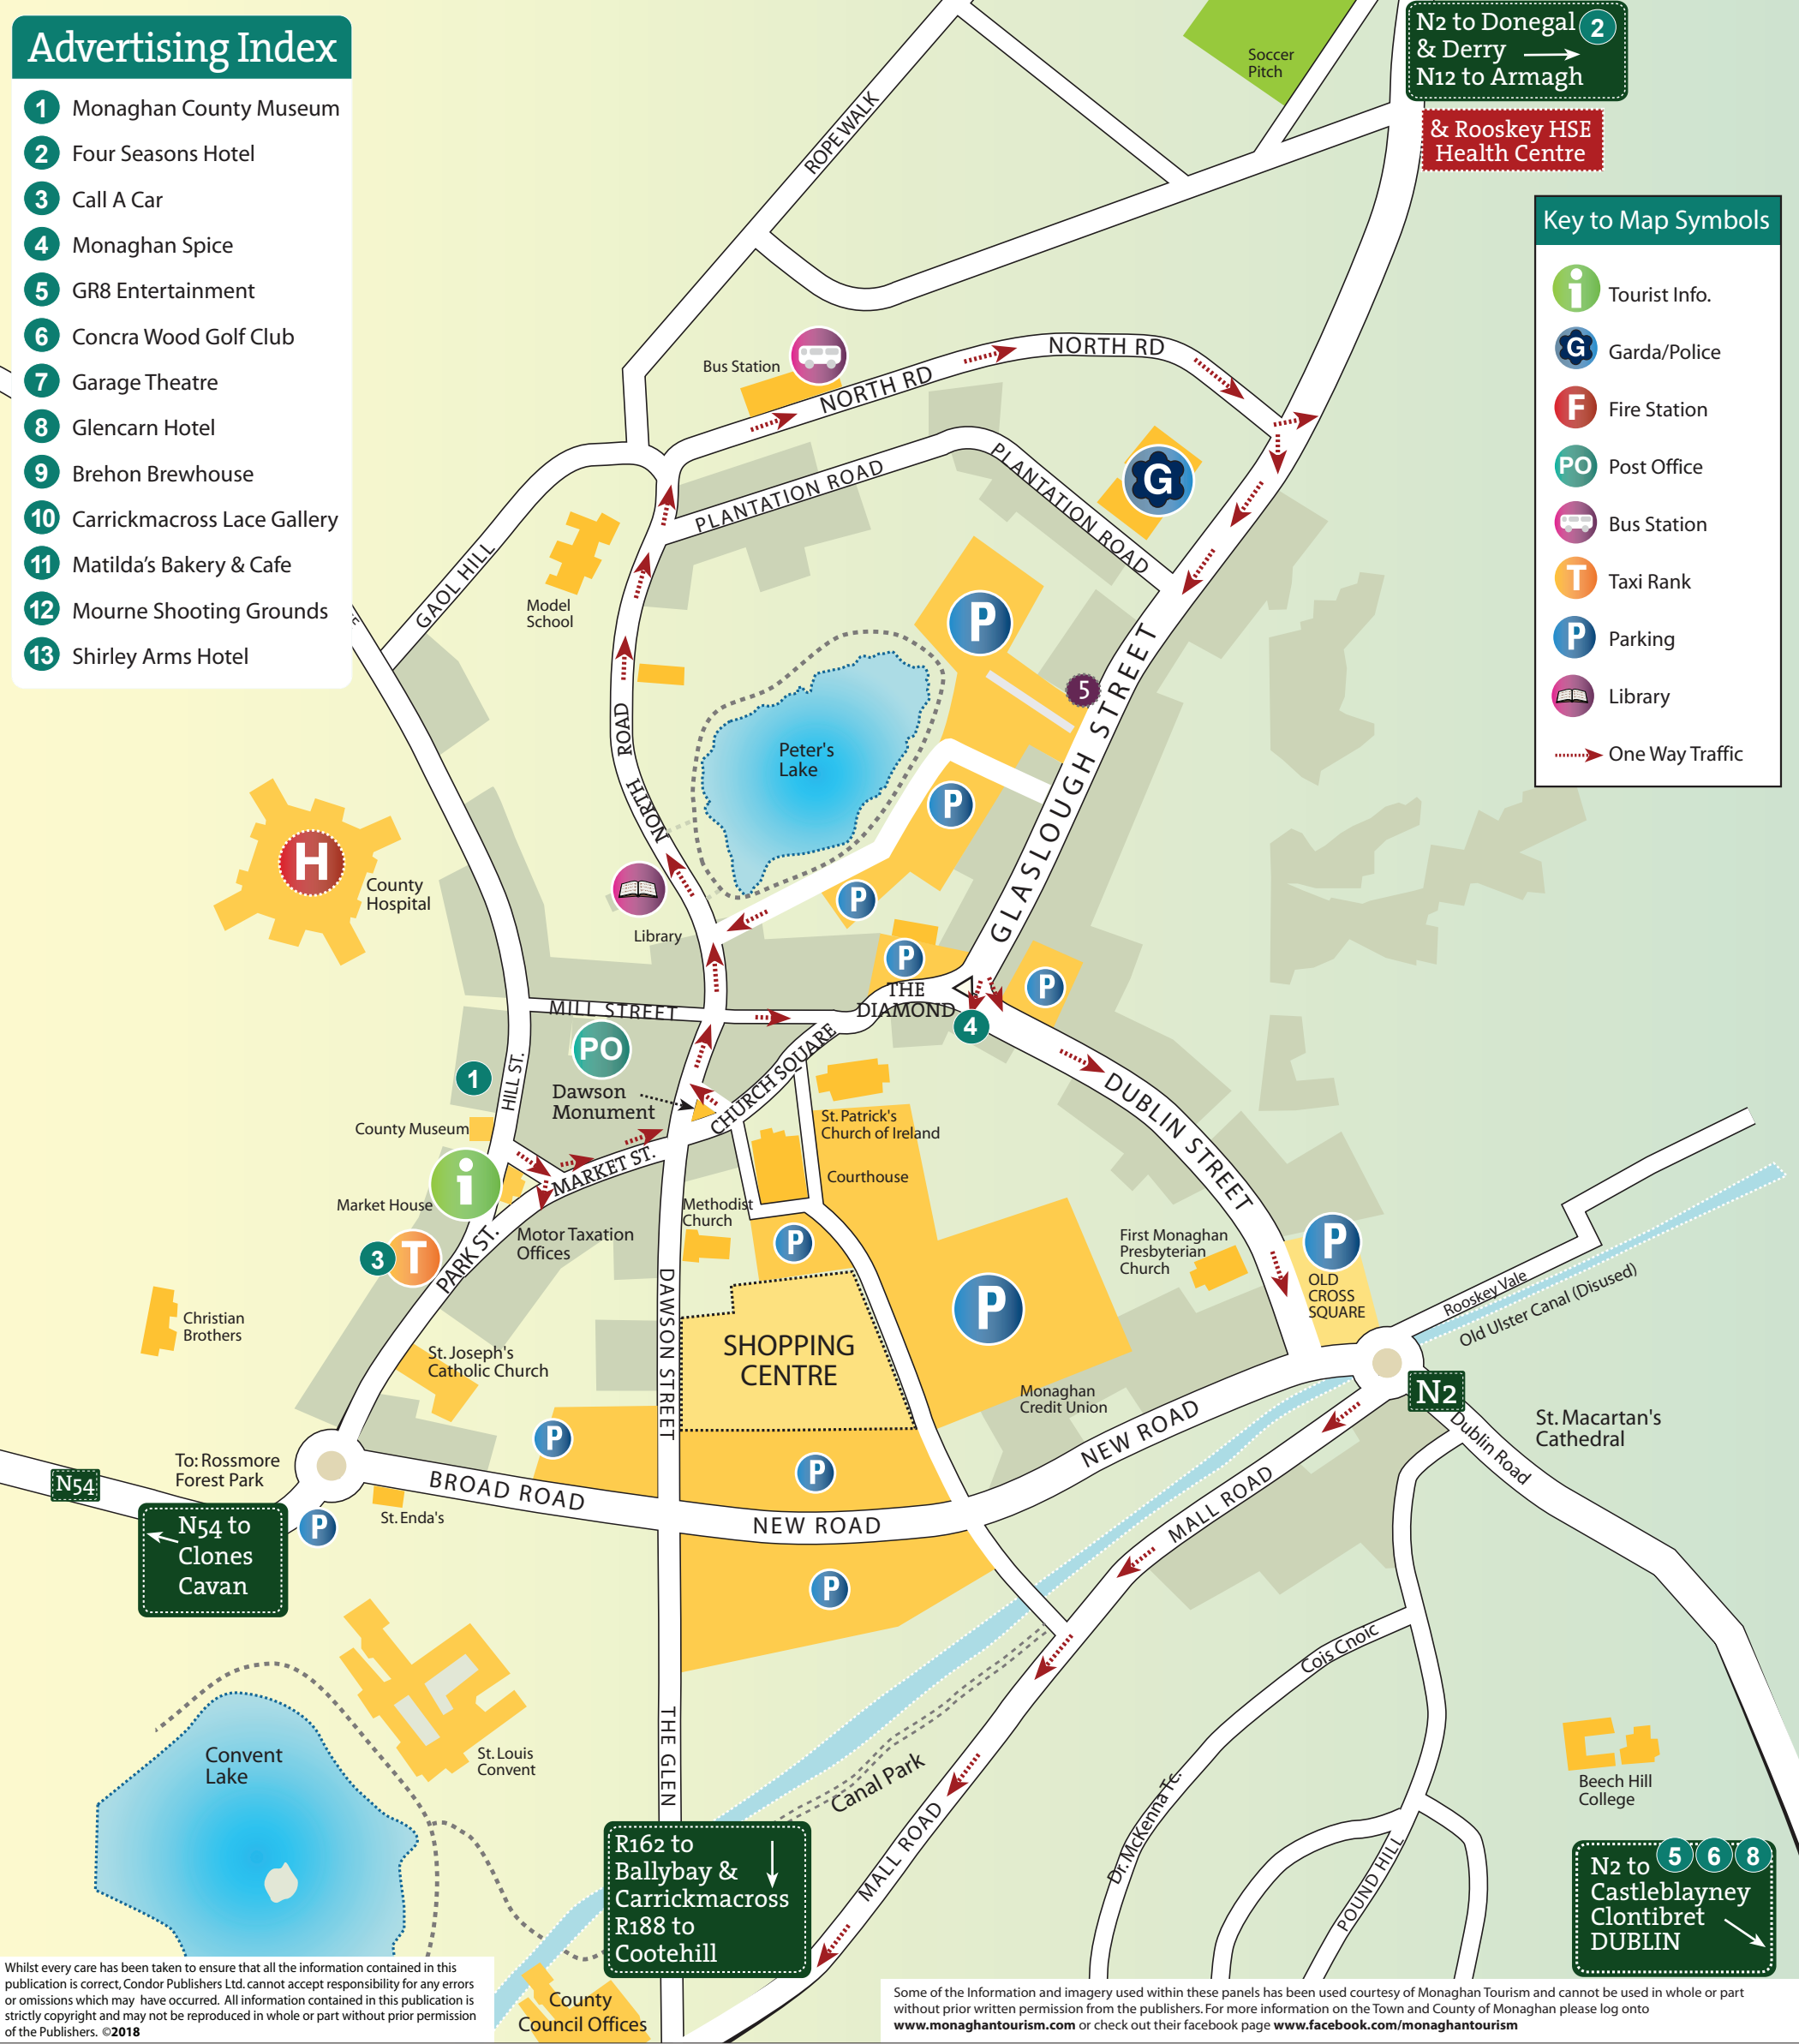 Advertising Index
1 Monaghan County Museum
2 Four Seasons Hotel
3 Call A Car
4 Monaghan Spice
5 GR8 Entertainment
6 Concra Wood Golf Club
7 Garage Theatre
8 Glencarn Hotel
9 Brehon Brewhouse
10 Carrickmacross Lace Gallery
11 Matilda's Bakery & Cafe
12 Mourne Shooting Grounds
13 Shirley Arms Hotel
N2 to Donegal 2
& Derry
N12 to Armagh
& Rooskey HSE
Health Centre
Key to Map Symbols
i Tourist Info.
G Garda/Police
F Fire Station
PO Post Office
Bus Station
T Taxi Rank
P Parking
Library
One Way Traffic
Soccer
Pitch
ROPE WALK
Bus Station
NORTH RD
NORTH RD
PLANTATION ROAD
PLANTATION ROAD
G
GAOL HILL
Model
School
P
5
NORTH ROAD
Peter's
Lake
P
GLASLOUGH STREET
H
County
Hospital
Library
P
P
P
THE
DIAMOND
4
MILL STREET
PO
1
HILL ST.
Dawson
Monument
CHURCH SQUARE
DUBLIN STREET
St. Patrick's
Church of Ireland
County Museum
i
MARKET ST.
Courthouse
Market House
Methodist
Church
Motor Taxation
Offices
3
T
PARK ST.
P
First Monaghan
Presbyterian
Church
P
OLD
CROSS
SQUARE
Rooskey Vale
Old Ulster Canal (Disused)
P
DAWSON STREET
SHOPPING
CENTRE
Christian
Brothers
St. Joseph's
Catholic Church
Monaghan
Credit Union
N2
St. Macartan's
Cathedral
Dublin Road
P
P
NEW ROAD
To: Rossmore
Forest Park
N54
BROAD ROAD
St. Enda's
NEW ROAD
MALL ROAD
P
N54 to
Clones
Cavan
P
Cois Cnoic
St. Louis
Convent
Convent
Lake
THE GLEN
Canal Park
Dr. McKenna Tc.
Beech Hill
College
MALL ROAD
POUND HILL
R162 to
Ballybay &
Carrickmacross
R188 to
Cootehill
N2 to 5 6 8
Castleblayney
Clontibret
DUBLIN
County
Council Offices
Whilst every care has been taken to ensure that all the information contained in this
publication is correct, Condor Publishers Ltd. cannot accept responsibility for any errors
or omissions which may have occurred. All information contained in this publication is
strictly copyright and may not be reproduced in whole or part without prior permission
of the Publishers. ©2018
Some of the Information and imagery used within these panels has been used courtesy of Monaghan Tourism and cannot be used in whole or part
without prior written permission from the publishers. For more information on the Town and County of Monaghan please log onto
www.monaghantourism.com or check out their facebook page www.facebook.com/monaghantourism